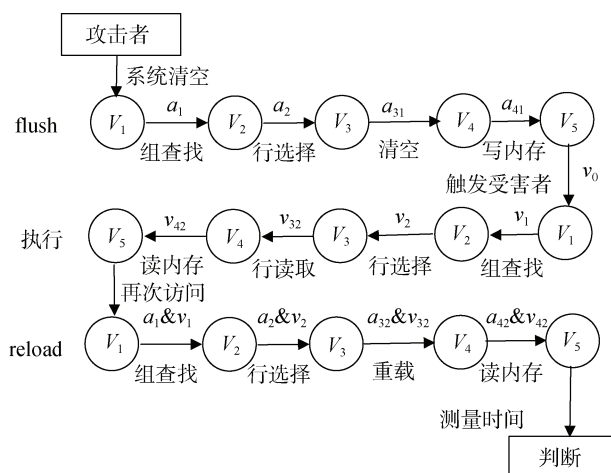 攻击者
系统清空
flush
V₁ a₁ V₂ a₂ V₃ a₃₁ V₄ a₄₁ V₅
组查找 行选择 清空 写内存
触发受害者 v₀
执行
V₅ v₄₂ V₄ v₃₂ V₃ v₂ V₂ v₁ V₁
读内存 行读取 行选择 组查找
再次访问
reload
V₁ a₁&v₁ V₂ a₂&v₂ V₃ a₃₂&v₃₂ V₄ a₄₂&v₄₂ V₅
组查找 行选择 重载 读内存
测量时间
判断